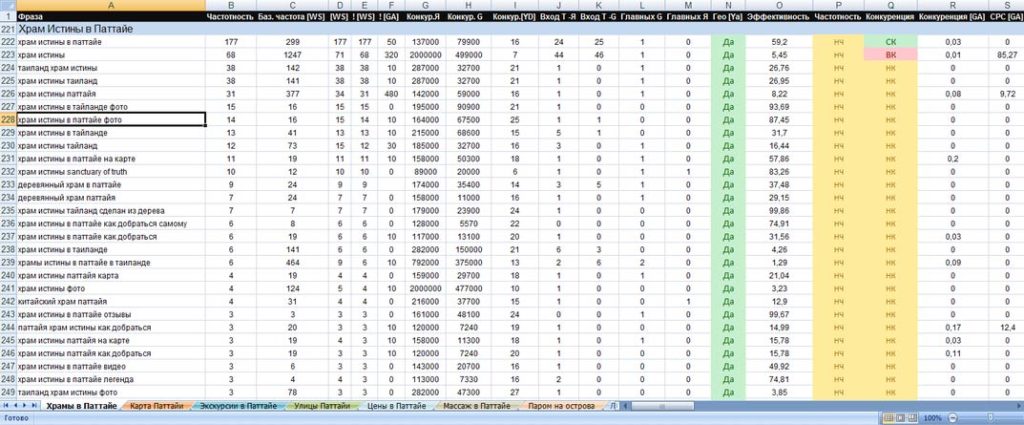 A B C D E F G H I J K L M N O P Q R S
1 Фраза Частотность Баз. частота [WS] [WS] ! [WS] ! [GA] Конкур.Я Конкур. G Конкур.[YD] Вход Т -Я Вход Т -G Главных G Главных Я Гео [Ya] Эффективность Частотность Конкуренция Конкуренция [GA] CPC [GA]
221 Храм Истины в Паттайе
222 храм истины в паттайе 177 299 177 177 50 137000 79900 16 24 25 1 0 Да 59,2 нч СК 0,03 0
223 храм истины 68 1247 71 68 320 2000000 499000 7 44 46 1 0 Да 5,45 нч ВК 0,01 85,27
224 таиланд храм истины 38 142 38 38 10 287000 32700 21 1 0 1 0 Да 26,76 нч нк 0 0
225 храм истины таиланд 38 141 38 38 10 287000 32700 21 1 0 1 0 Да 26,95 нч нк 0 0
226 храм истины паттайя 31 377 34 31 480 142000 59000 16 1 1 1 0 Да 8,22 нч нк 0,08 9,72
227 храм истины в тайланде фото 15 16 15 15 0 195000 90900 21 1 1 1 0 Да 93,69 нч нк 0 0
228 храм истины в паттайе фото 14 16 15 14 10 164000 67500 25 1 1 1 0 Да 87,45 нч нк 0 0
229 храм истины в тайланде 13 41 13 13 10 215000 68600 15 5 1 1 0 Да 31,7 нч нк 0 0
230 храм истины тайланд 12 73 15 12 30 185000 32700 16 3 0 1 0 Да 16,44 нч нк 0 0
231 храм истины в паттайе на карте 11 19 11 11 10 158000 50300 18 1 0 1 0 Да 57,86 нч нк 0,2 0
232 храм истины sanctuary of truth 10 12 10 10 0 89000 20000 6 1 0 1 1 Да 83,26 нч нк 0 0
233 деревянный храм в паттайе 9 24 9 9 174000 35400 14 3 5 1 0 Да 37,48 нч нк 0 0
234 деревянный храм паттайя 7 24 7 7 0 158000 11000 16 1 0 1 0 Да 29,15 нч нк 0 0
235 храм истины тайланд сделан из дерева 7 7 7 7 0 179000 23900 24 1 0 1 0 Да 99,86 нч нк 0 0
236 храм истины в паттайе как добраться самому 6 8 6 6 0 128000 5570 22 0 0 1 0 Да 74,91 нч нк 0 0
237 храм истины в паттайе как добраться 6 19 6 6 10 117000 13100 20 1 0 1 0 Да 31,56 нч нк 0,03 0
238 храм истины в таиланде 6 141 6 6 0 282000 150000 21 6 3 1 0 Да 4,26 нч нк 0 0
239 храмы истины в паттайе в таиланде 6 464 9 6 0 792000 375000 13 2 6 2 0 Да 1,29 нч нк 0,09 0
240 храм истины паттайя карта 4 19 4 4 0 159000 29700 18 1 0 1 0 Да 21,04 нч нк 0 0
241 храм истины фото 4 124 5 4 10 2000000 477000 10 1 1 1 0 Да 3,23 нч нк 0 0
242 китайский храм паттайя 4 31 4 4 0 216000 37700 15 1 0 1 1 Да 12,9 нч нк 0 0
243 храм истины в паттайе отзывы 3 3 3 3 0 161000 48100 24 0 0 1 0 Да 99,67 нч нк 0 0
244 паттайя храм истины как добраться 3 20 3 3 10 120000 7240 19 1 0 1 0 Да 14,99 нч нк 0,17 12,4
245 храм истины паттайя на карте 3 19 4 3 10 158000 11300 18 1 0 1 0 Да 15,78 нч нк 0,03 0
246 храм истины паттайя как добраться 3 19 3 3 10 120000 7240 20 1 0 1 0 Да 15,78 нч нк 0,11 0
247 храм истины в паттайе видео 3 6 3 3 0 143000 20700 16 1 0 1 0 Да 49,92 нч нк 0 0
248 храм истины в паттайе легенда 3 4 4 3 0 113000 7330 16 2 0 1 0 Да 74,81 нч нк 0 0
249 таиланд храм истины фото 3 78 3 3 0 282000 47300 27 1 0 1 0 Да 3,85 нч нк 0 0
Храмы в Паттайе Карта Паттайи Экскурсии в Паттайе Улицы Паттайи Цены в Паттайе Массаж в Паттайе Паром на острова
Готово 100%